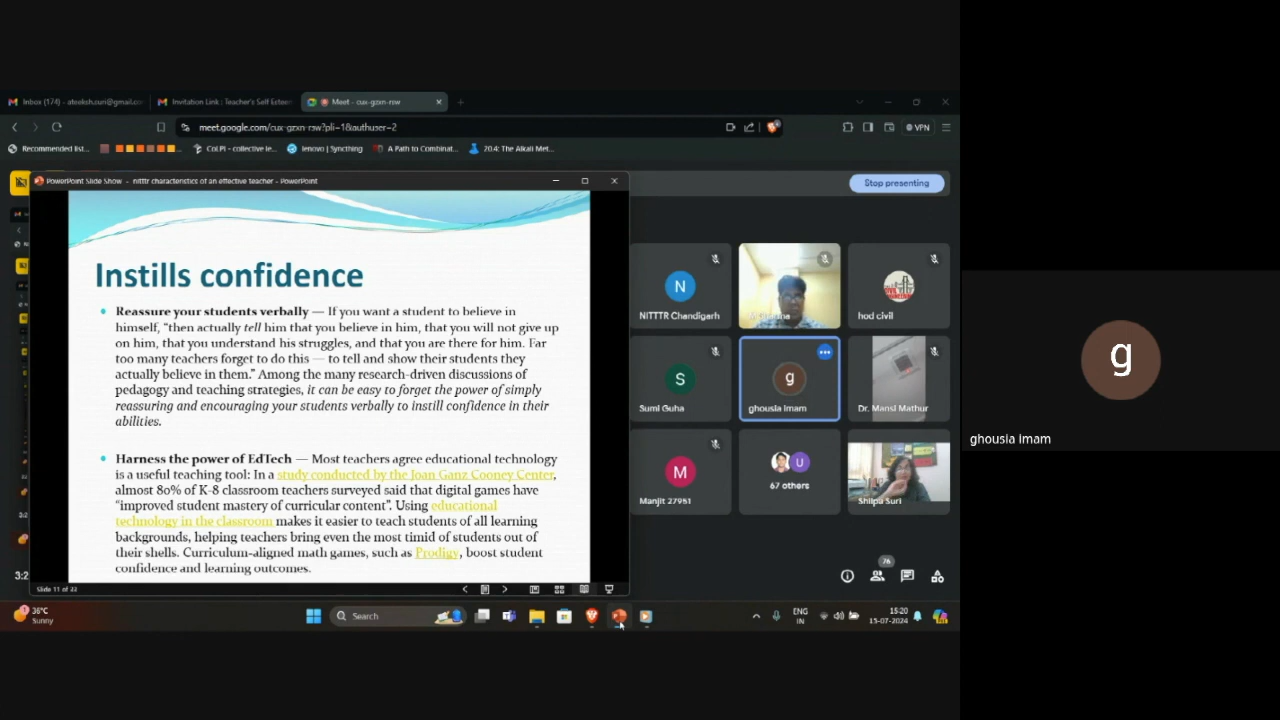 Inbox (174) - ateeksh.suri@gmail.co
Invitation Link : Teacher's Self Estee
Meet - cux-gzxn-rsw
meet.google.com/cux-gzxn-rsw?pli=1&authuser=2
VPN
Recommended list...
CoLPI - collective le...
lenovo | Syncthing
A Path to Combinat...
20.4: The Alkali Met...
PowerPoint Slide Show - nitttr characteristics of an effective teacher - PowerPoint
Stop presenting
Instills confidence
• Reassure your students verbally — If you want a student to believe in
himself, “then actually tell him that you believe in him, that you will not give up
on him, that you understand his struggles, and that you are there for him. Far
too many teachers forget to do this — to tell and show their students they
actually believe in them.” Among the many research-driven discussions of
pedagogy and teaching strategies, it can be easy to forget the power of simply
reassuring and encouraging your students verbally to instill confidence in their
abilities.
• Harness the power of EdTech — Most teachers agree educational technology
is a useful teaching tool: In a study conducted by the Joan Ganz Cooney Center,
almost 80% of K-8 classroom teachers surveyed said that digital games have
“improved student mastery of curricular content”. Using educational
technology in the classroom makes it easier to teach students of all learning
backgrounds, helping teachers bring even the most timid of students out of
their shells. Curriculum-aligned math games, such as Prodigy, boost student
confidence and learning outcomes.
Slide 11 of 22
3:2
N
NITTTR Chandigarh
hod civil
S
Sumi Guha
g
ghousia imam
Dr. Mansi Mathur
M
Manjit 27951
U
67 others
Shilpa Suri
76
g
ghousia imam
36°C
Sunny
Search
ENG
IN
15:20
15-07-2024